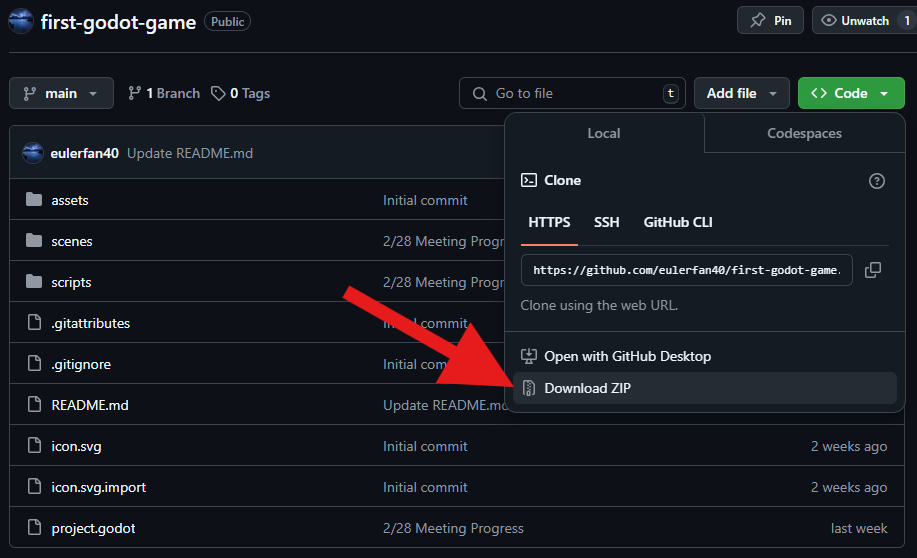 first-godot-game Public Pin Unwatch 1
main 1 Branch 0 Tags Go to file t Add file Code
Local Codespaces
eulerfan40 Update README.md
Clone
assets Initial commit
HTTPS SSH GitHub CLI
scenes 2/28 Meeting Progr
https://github.com/eulerfan40/first-godot-game.
scripts 2/28 Meeting Progr
Clone using the web URL.
.gitattributes commit
Open with GitHub Desktop
.gitignore Initial com
Download ZIP
README.md Update README.md
icon.svg Initial commit 2 weeks ago
icon.svg.import Initial commit 2 weeks ago
project.godot 2/28 Meeting Progress last week